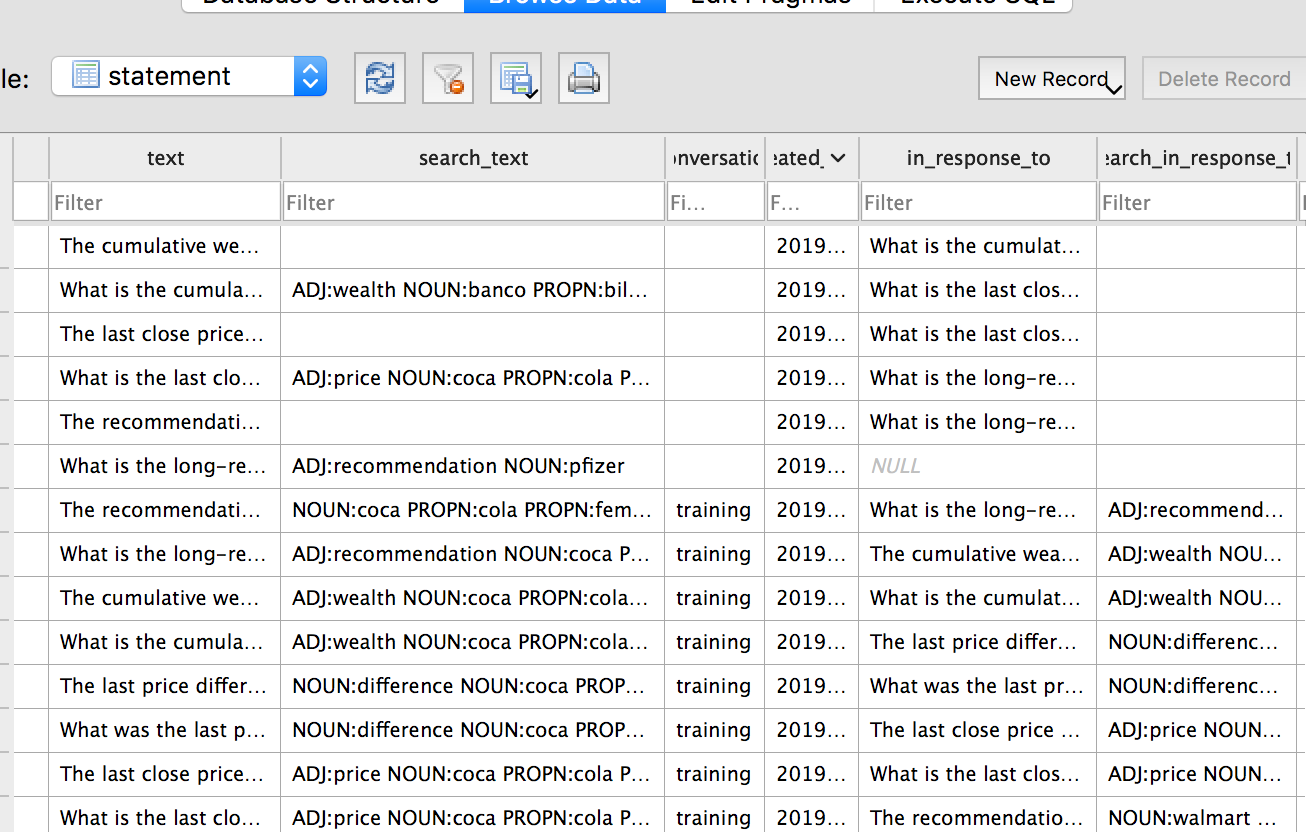 Database Structure Browse Data Edit Pragmas Execute SQL
le: statement New Record Delete Record
text search_text onversatic eated_ in_response_to earch_in_response_t
Filter Filter Fi... F... Filter Filter
The cumulative we... 2019... What is the cumulat...
What is the cumula... ADJ:wealth NOUN:banco PROPN:bil... 2019... What is the last clos...
The last close price... 2019... What is the last clos...
What is the last clo... ADJ:price NOUN:coca PROPN:cola P... 2019... What is the long-re...
The recommendati... 2019... What is the long-re...
What is the long-re... ADJ:recommendation NOUN:pfizer 2019... NULL
The recommendati... NOUN:coca PROPN:cola PROPN:fem... training 2019... What is the long-re... ADJ:recommend...
What is the long-re... ADJ:recommendation NOUN:coca P... training 2019... The cumulative wea... ADJ:wealth NOU...
The cumulative we... ADJ:wealth NOUN:coca PROPN:cola... training 2019... What is the cumulat... ADJ:wealth NOU...
What is the cumula... ADJ:wealth NOUN:coca PROPN:cola... training 2019... The last price differ... NOUN:differenc...
The last price differ... NOUN:difference NOUN:coca PROP... training 2019... What was the last pr... NOUN:differenc...
What was the last p... NOUN:difference NOUN:coca PROP... training 2019... The last close price ... ADJ:price NOUN...
The last close price... ADJ:price NOUN:coca PROPN:cola P... training 2019... What is the last clos... ADJ:price NOUN...
What is the last clo... ADJ:price NOUN:coca PROPN:cola P... training 2019... The recommendatio... NOUN:walmart ...